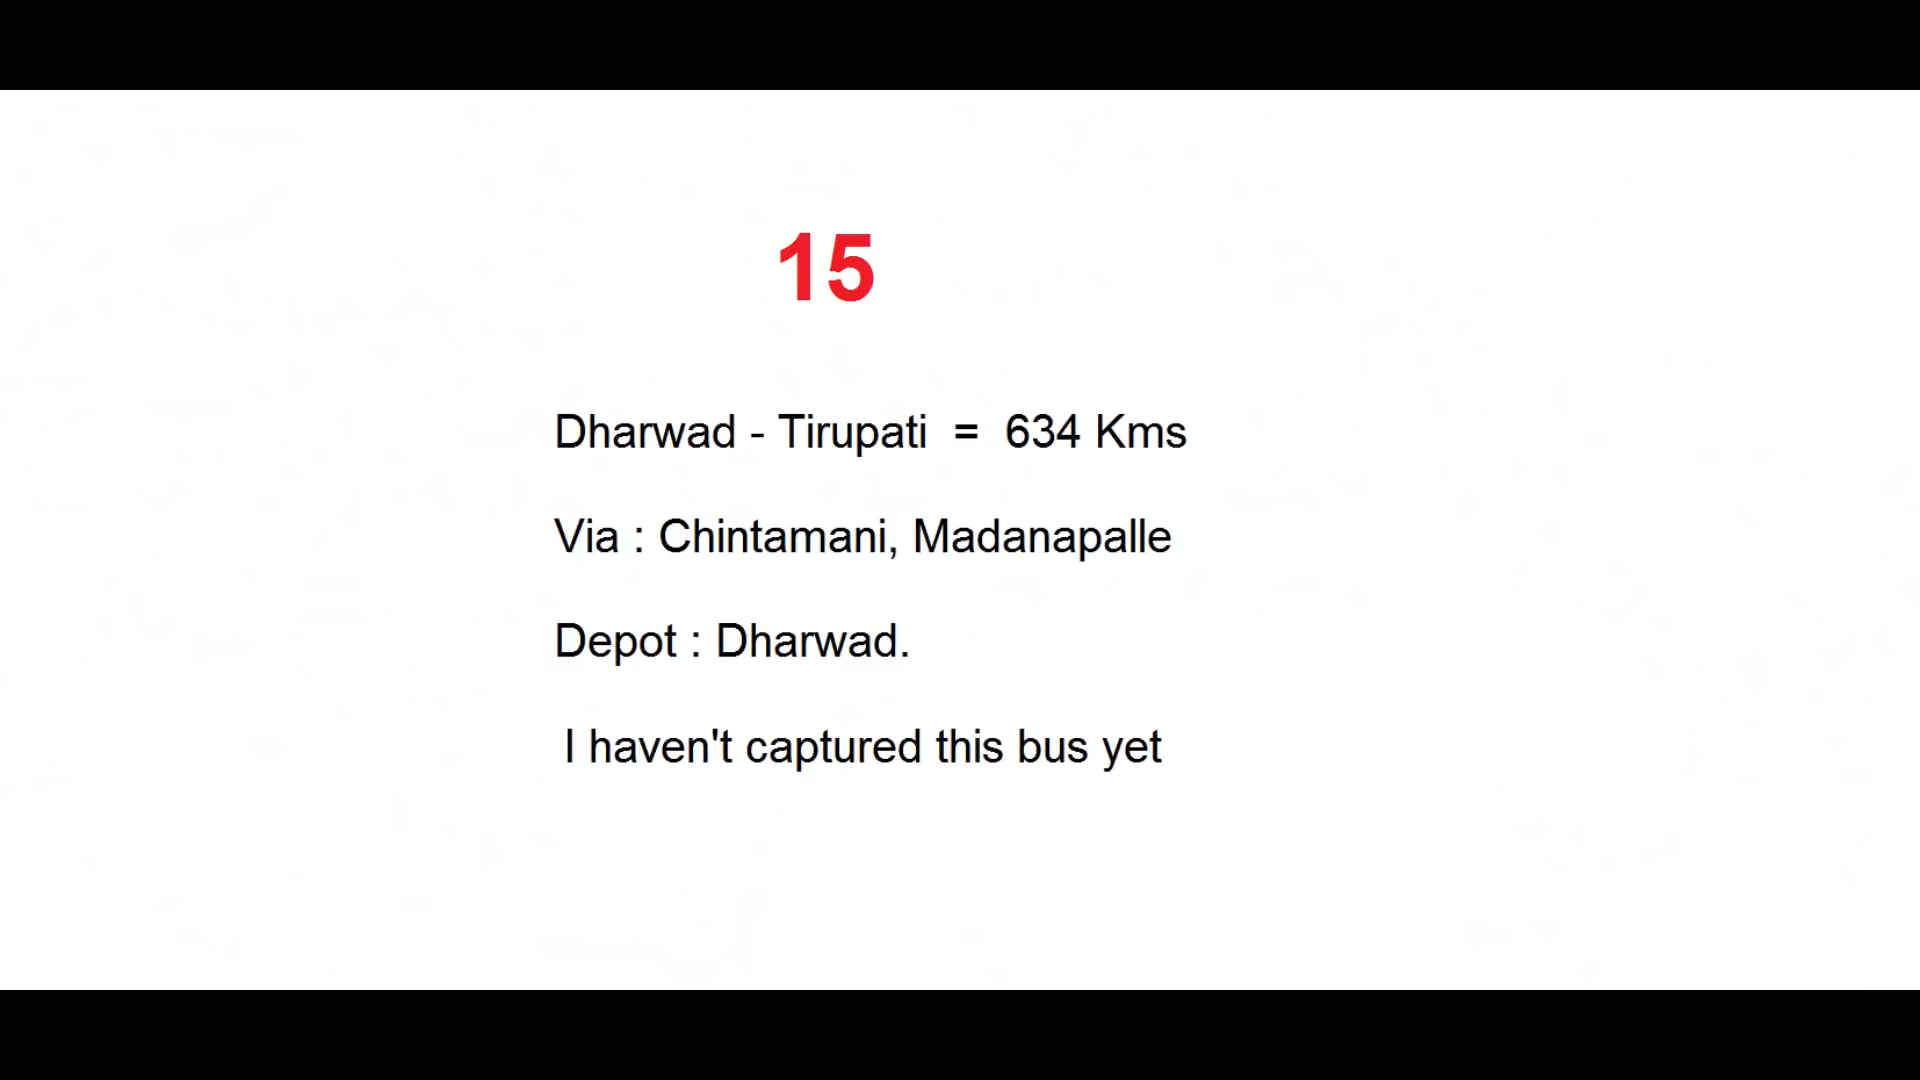 15
Dharwad - Tirupati = 634 Kms
Via : Chintamani, Madanapalle
Depot : Dharwad.
I haven't captured this bus yet